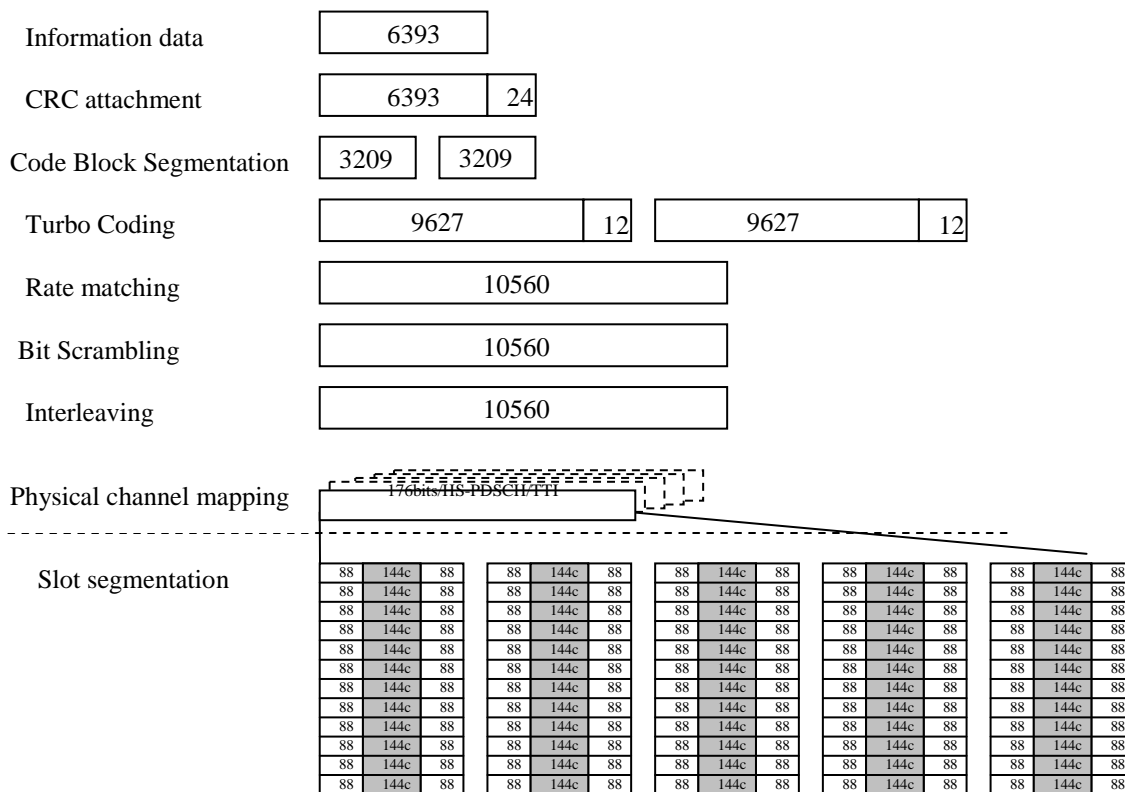 Information data 6393
CRC attachment 6393 24
Code Block Segmentation 3209 3209
Turbo Coding 9627 12 9627 12
Rate matching 10560
Bit Scrambling 10560
Interleaving 10560
Physical channel mapping 176bits/HS-PDSCH/TTI
Slot segmentation
88 144c 88 88 144c 88 88 144c 88 88 144c 88 88 144c 88
88 144c 88 88 144c 88 88 144c 88 88 144c 88 88 144c 88
88 144c 88 88 144c 88 88 144c 88 88 144c 88 88 144c 88
88 144c 88 88 144c 88 88 144c 88 88 144c 88 88 144c 88
88 144c 88 88 144c 88 88 144c 88 88 144c 88 88 144c 88
88 144c 88 88 144c 88 88 144c 88 88 144c 88 88 144c 88
88 144c 88 88 144c 88 88 144c 88 88 144c 88 88 144c 88
88 144c 88 88 144c 88 88 144c 88 88 144c 88 88 144c 88
88 144c 88 88 144c 88 88 144c 88 88 144c 88 88 144c 88
88 144c 88 88 144c 88 88 144c 88 88 144c 88 88 144c 88
88 144c 88 88 144c 88 88 144c 88 88 144c 88 88 144c 88
88 144c 88 88 144c 88 88 144c 88 88 144c 88 88 144c 88